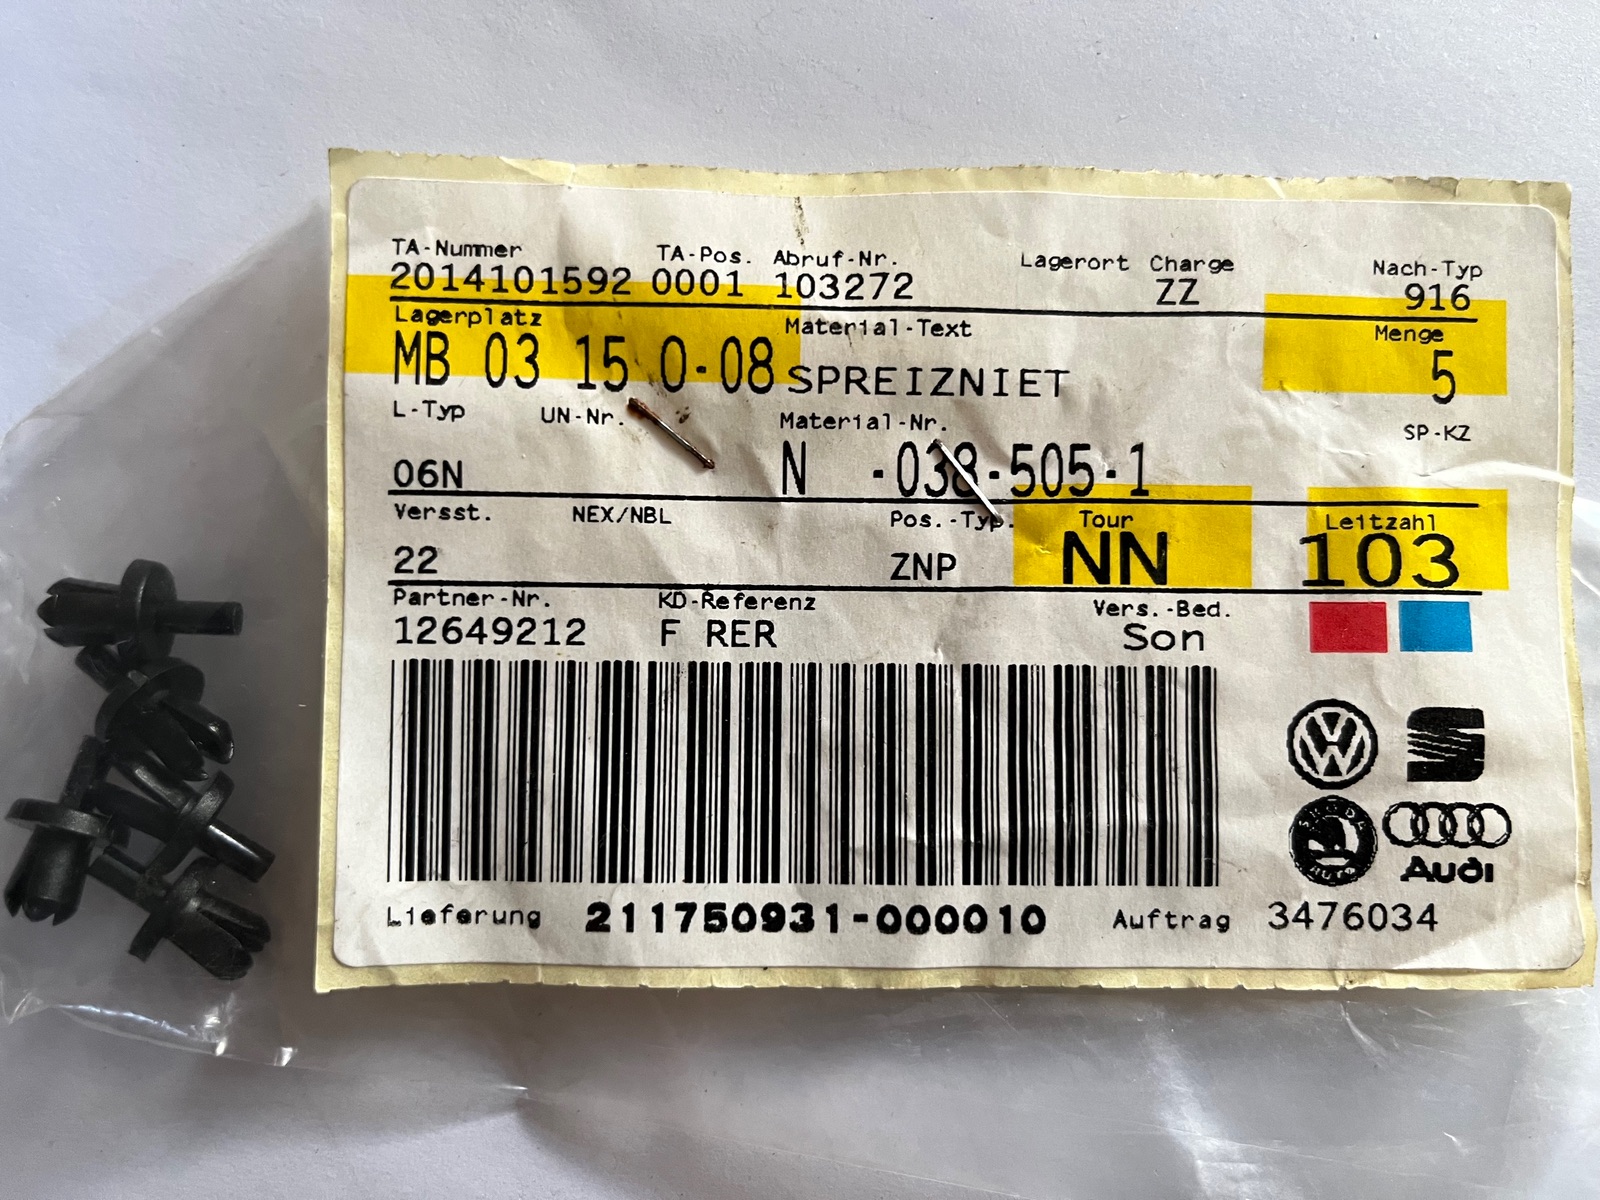 TA-Nummer TA-Pos. Abruf-Nr. Lagerort Charge Nach-Typ
2014101592 0001 103272 ZZ 916
Lagerplatz Material-Text Menge
MB 03 15 0-08 SPREIZNIET 5
L-Typ UN-Nr. Material-Nr. SP-KZ
06N N -038-505-1
Versst. NEX/NBL Pos.-Typ. Tour Leitzahl
22 ZNP NN 103
Partner-Nr. KD-Referenz Vers.-Bed.
12649212 F RER Son
VW S
SKODA AUTO
Audi
Lieferung 211750931-000010 Auftrag 3476034